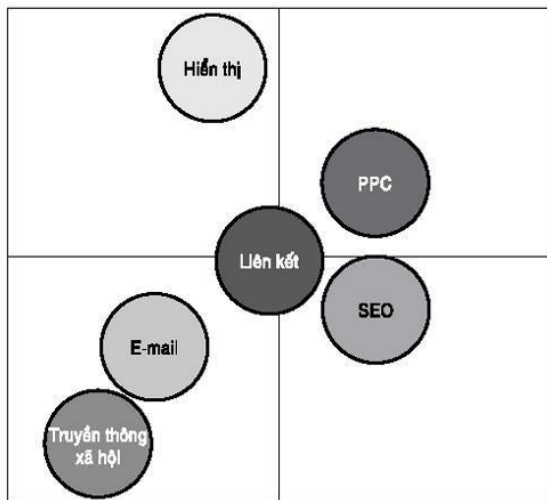 Hiển thị
PPC
Liên kết
SEO
E-mail
Truyền thông
xã hội